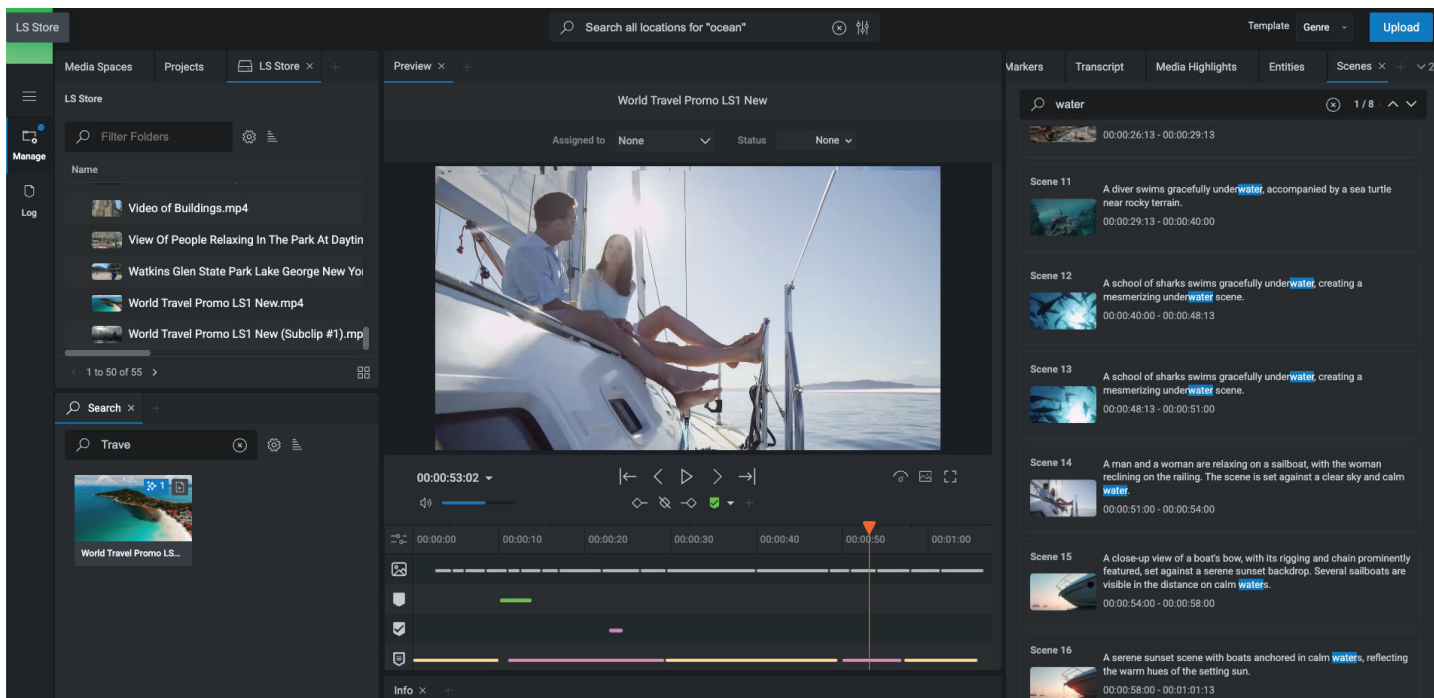 LS Store
Search all locations for "ocean"
Template
Genre
Upload
Media Spaces
Projects
LS Store
Preview
Markers
Transcript
Media Highlights
Entities
Scenes
2
LS Store
Filter Folders
Name
Video of Buildings.mp4
View Of People Relaxing In The Park At Daytim
Watkins Glen State Park Lake George New Yo
World Travel Promo LS1 New.mp4
World Travel Promo LS1 New (Subclip #1).mp
1 to 50 of 55
Manage
Log
Search
Trave
1
World Travel Promo LS...
World Travel Promo LS1 New
Assigned to
None
Status
None
00:00:53:02
00:00:00
00:00:10
00:00:20
00:00:30
00:00:40
00:00:50
00:01:00
Info
water
1/8
00:00:26:13 - 00:00:29:13
Scene 11
A diver swims gracefully underwater, accompanied by a sea turtle
near rocky terrain.
00:00:29:13 - 00:00:40:00
Scene 12
A school of sharks swims gracefully underwater, creating a
mesmerizing underwater scene.
00:00:40:00 - 00:00:48:13
Scene 13
A school of sharks swims gracefully underwater, creating a
mesmerizing underwater scene.
00:00:48:13 - 00:00:51:00
Scene 14
A man and a woman are relaxing on a sailboat, with the woman
reclining on the railing. The scene is set against a clear sky and calm
water.
00:00:51:00 - 00:00:54:00
Scene 15
A close-up view of a boat's bow, with its rigging and chain prominently
featured, set against a serene sunset backdrop. Several sailboats are
visible in the distance on calm waters.
00:00:54:00 - 00:00:58:00
Scene 16
A serene sunset scene with boats anchored in calm waters, reflecting
the warm hues of the setting sun.
00:00:58:00 - 00:01:01:13